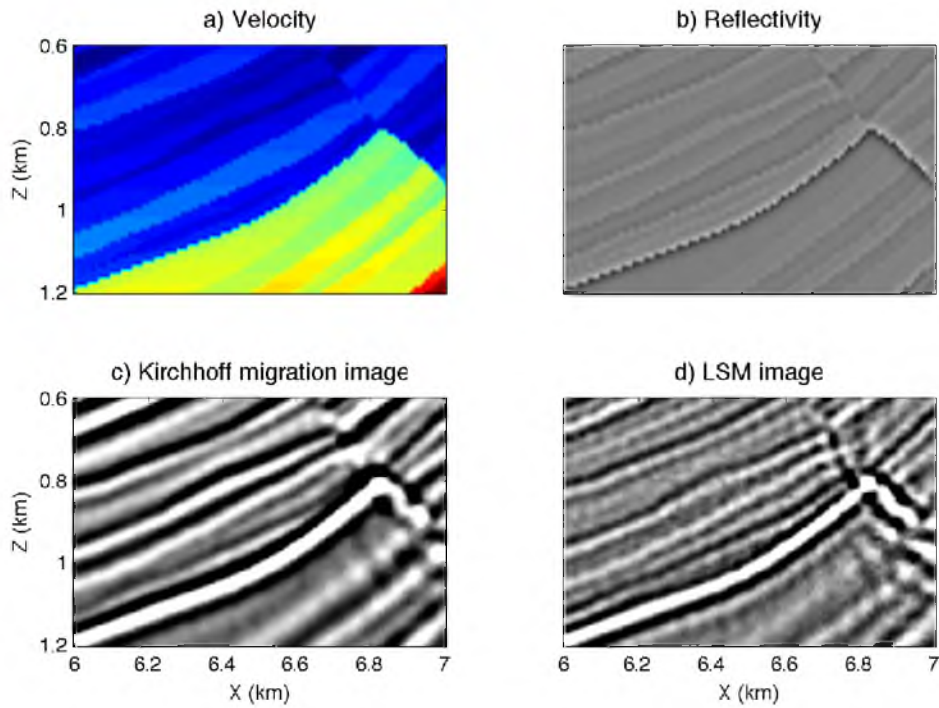 a) Velocity
b) Reflectivity
0.6
0.8
1
1.2
Z (km)
c) Kirchhoff migration image
d) LSM image
0.6
0.8
1
1.2
Z (km)
6
6.2
6.4
6.6
6.8
7
6
6.2
6.4
6.6
6.8
7
X (km)
X (km)